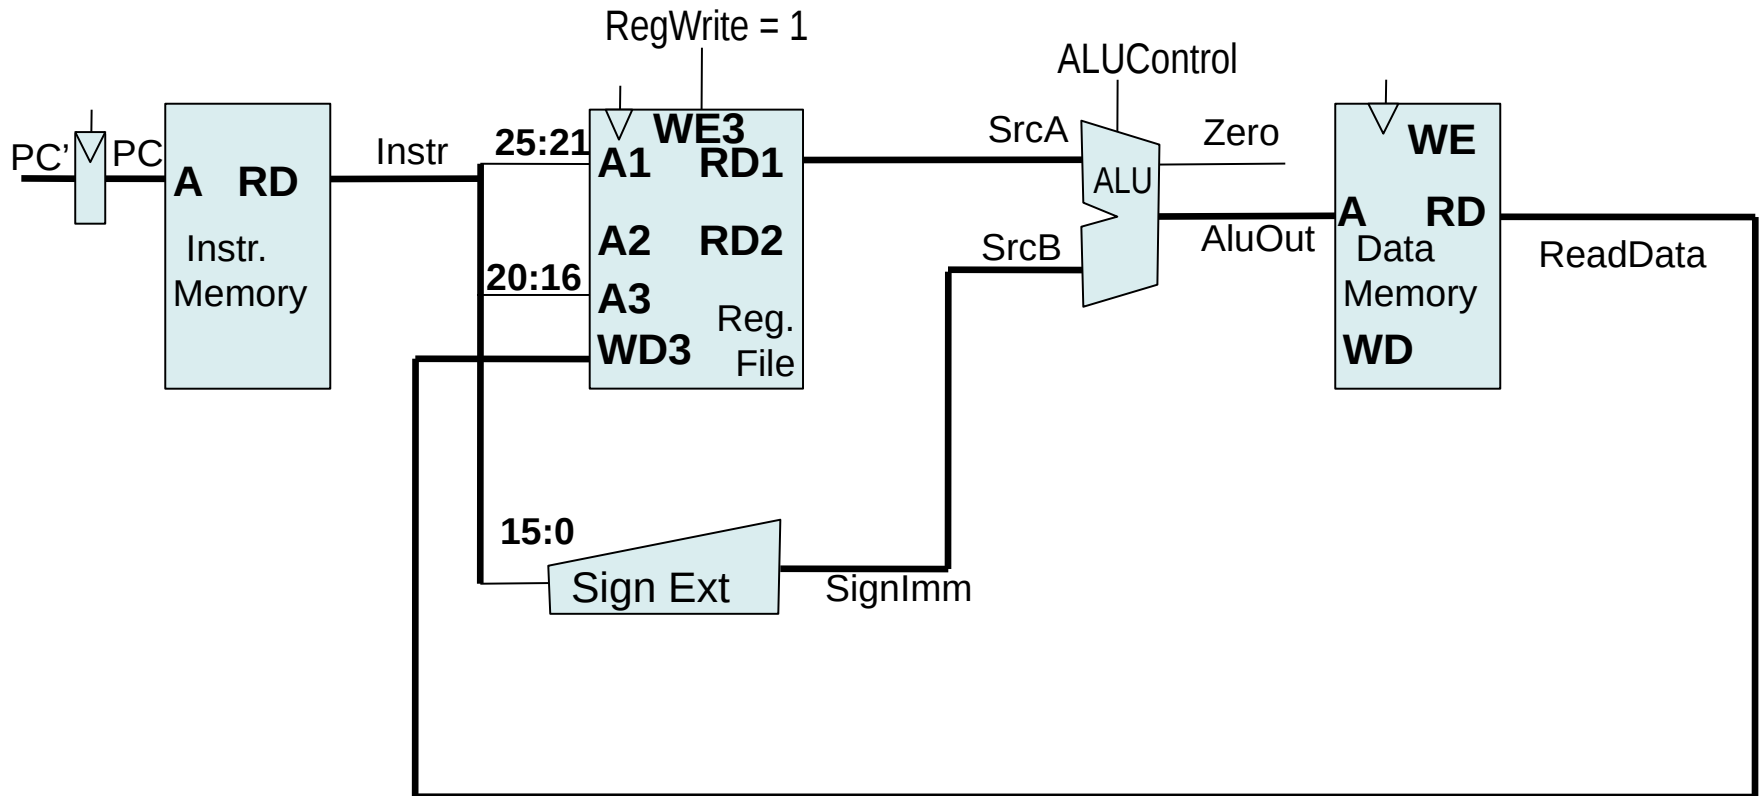 RegWrite = 1
ALUControl
PC’
PC
A RD
Instr.
Memory
Instr
25:21
20:16
15:0
WE3
A1 RD1
A2 RD2
A3
WD3
Reg.
File
Sign Ext
SignImm
SrcA
SrcB
ALU
Zero
AluOut
WE
A RD
Data
Memory
WD
ReadData